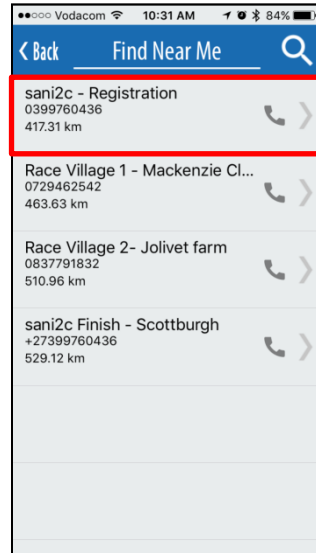 Vodacom 10:31 AM 84%
Back Find Near Me
sani2c - Registration
0399760436
417.31 km
Race Village 1 - Mackenzie Cl...
0729462542
463.63 km
Race Village 2- Jolivet farm
0837791832
510.96 km
sani2c Finish - Scottburgh
+27399760436
529.12 km